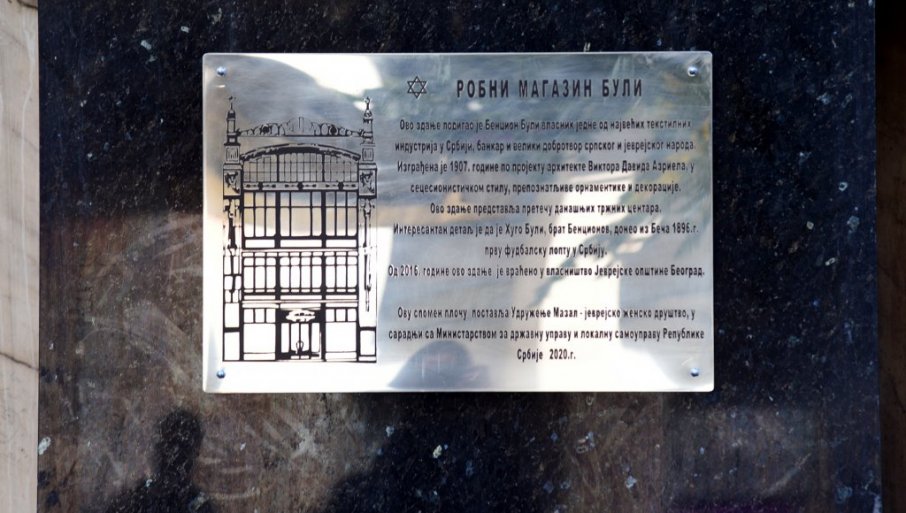 РОБНИ МАГАЗИН БУЛИ
Ово здање подигао је Бенцион Були власник једне од највећих текстилних
индустрија у Србији, банкар и велики добротвор српског и јеврејског народа.
Изграђена је 1907. године по пројекту архитекте Виктора Давида Азриела, у
сецесионистичком стилу, препознатљиве орнаментике и декорације.
Ово здање представља претечу данашњих тржних центара.
Интересантан детаљ је да је Хуго Були, брат Бенционов, донео из Беча 1896.г.
прву фудбалску лопту у Србију.
Од 2016. године ово здање је враћено у власништво Јеврејске општине Београд.
Ову спомен плочу поставља Удружење Мазал - јеврејско женско друштво, у
сарадњи са Министарством за државну управу и локалну самоуправу Републике
Србије 2020.г.